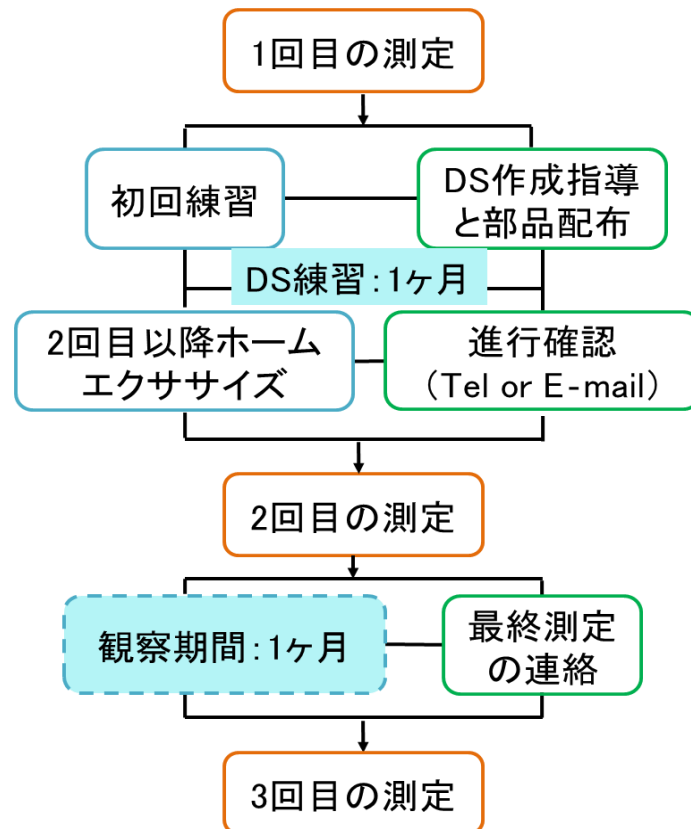 1回目の測定
初回練習
DS作成指導
と部品配布
DS練習：1ヶ月
2回目以降ホーム
エクササイズ
進行確認
（Tel or E-mail）
2回目の測定
観察期間：1ヶ月
最終測定
の連絡
3回目の測定